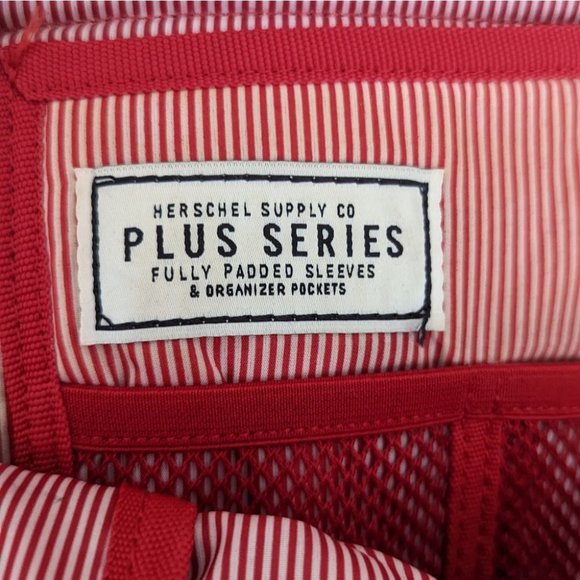 HERSCHEL SUPPLY CO
PLUS SERIES
FULLY PADDED SLEEVES
& ORGANIZER POCKETS